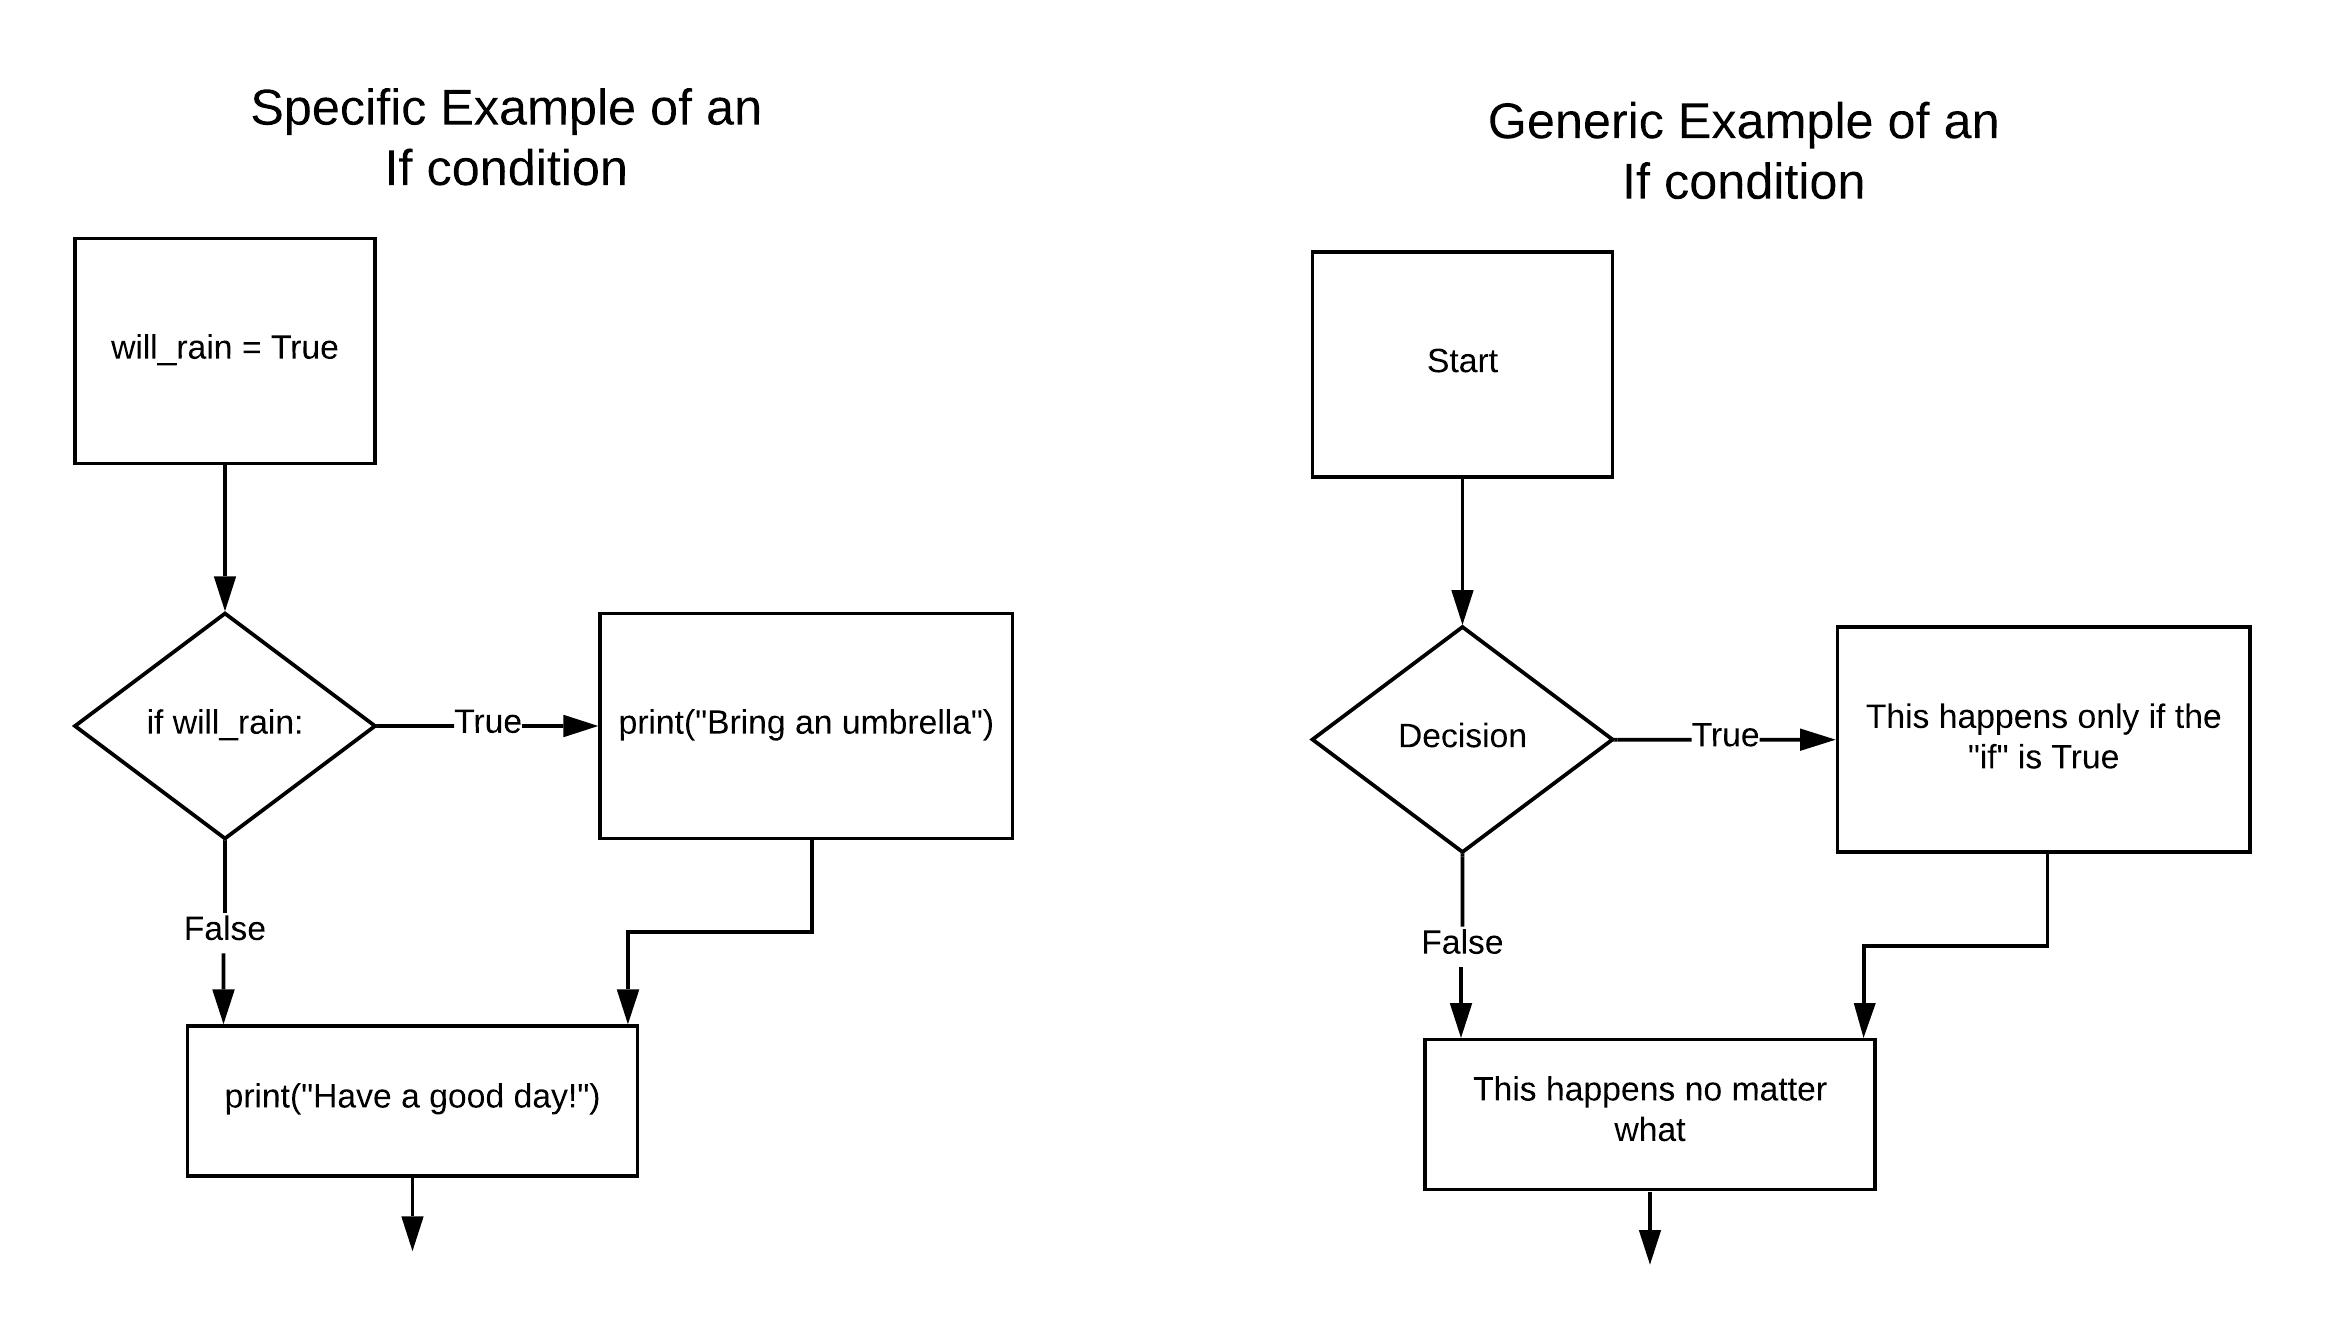 Specific Example of an
If condition
will_rain = True
if will_rain:
True
print("Bring an umbrella")
False
print("Have a good day!")
Generic Example of an
If condition
Start
Decision
True
This happens only if the
"if" is True
False
This happens no matter
what